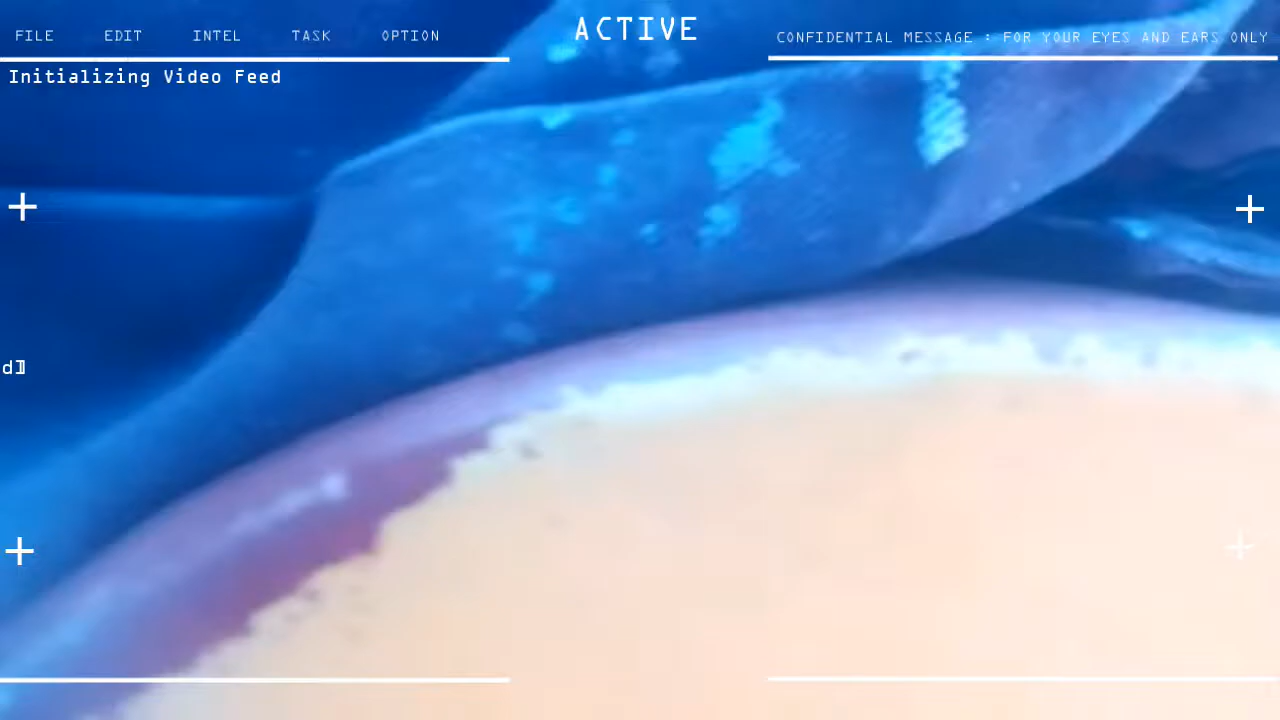 FILE EDIT INTEL TASK OPTION
ACTIVE
CONFIDENTIAL MESSAGE : FOR YOUR EYES AND EARS ONLY
Initializing Video Feed
d]